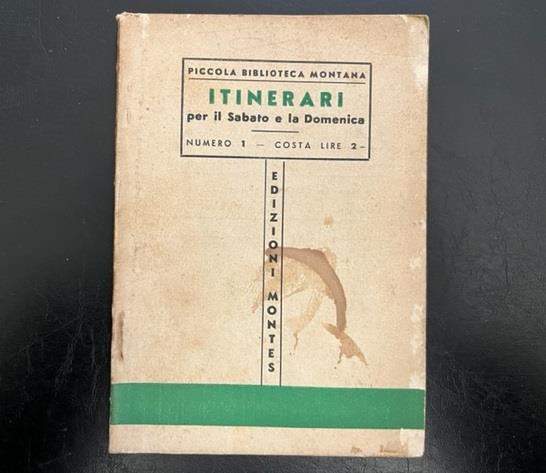 PICCOLA BIBLIOTECA MONTANA
ITINERARI
per il Sabato e la Domenica
NUMERO 1 — COSTA LIRE 2-
EDIZIONI MONTES